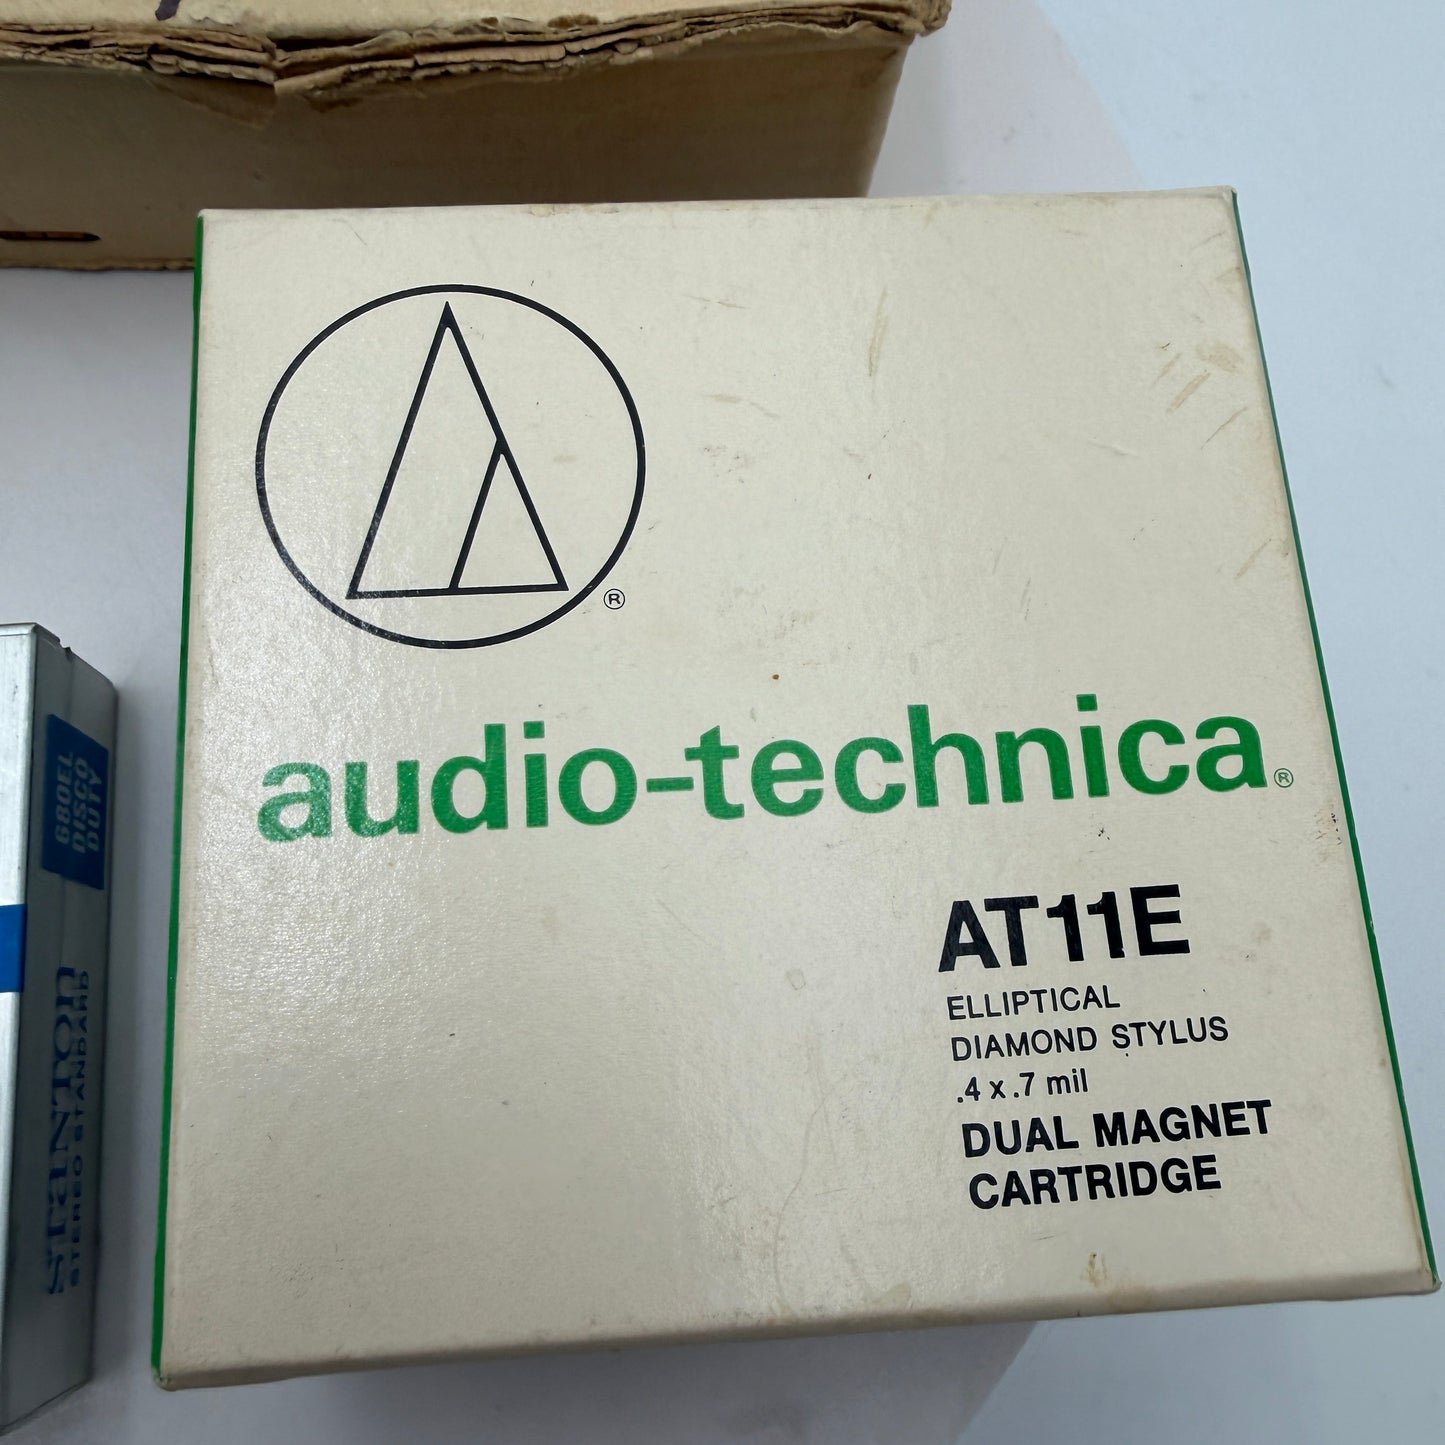 ®
audio-technica®
AT11E
ELLIPTICAL
DIAMOND STYLUS
.4 x .7 mil
DUAL MAGNET
CARTRIDGE
680EL
DISCO
DUTY
STANTON
STEREO STANDARD